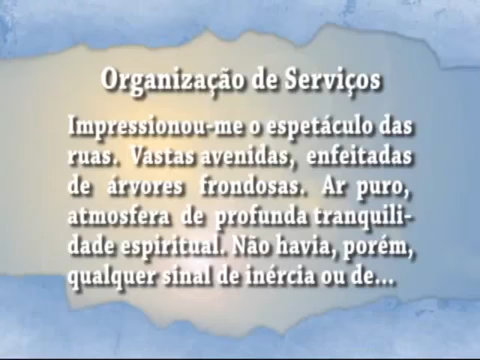 Organização de Serviços
Impressionou-me o espetáculo das
ruas. Vastas avenidas, enfeitadas
de árvores frondosas. Ar puro,
atmosfera de profunda tranquili-
dade espiritual. Não havia, porém,
qualquer sinal de inércia ou de...